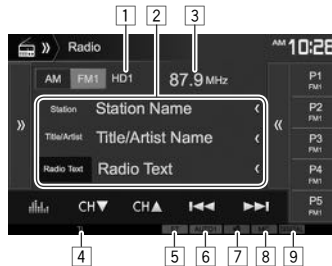 1 2 3
Radio AM 10:28
AM FM1 HD1 87.9 MHz
P1
FM1
Station Station Name
P2
FM1
Title/Artist Title/Artist Name
P3
FM1
Radio Text Radio Text
P4
FM1
CH▼ CH▲
P5
FM1
4 5 6 7 8 9